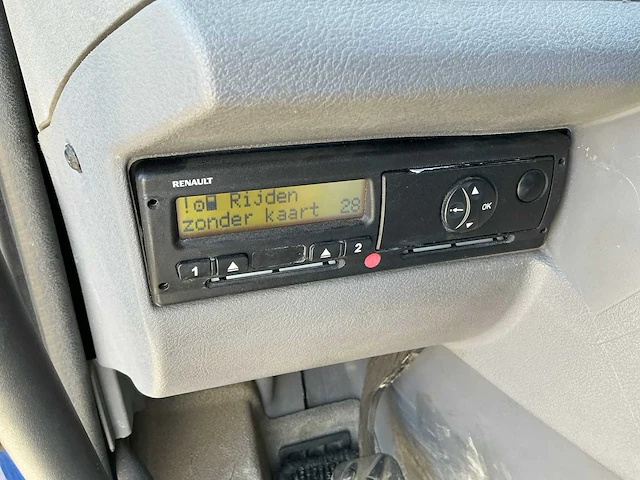 RENAULT
! Rijden
zonder kaart 28
1 2
OK